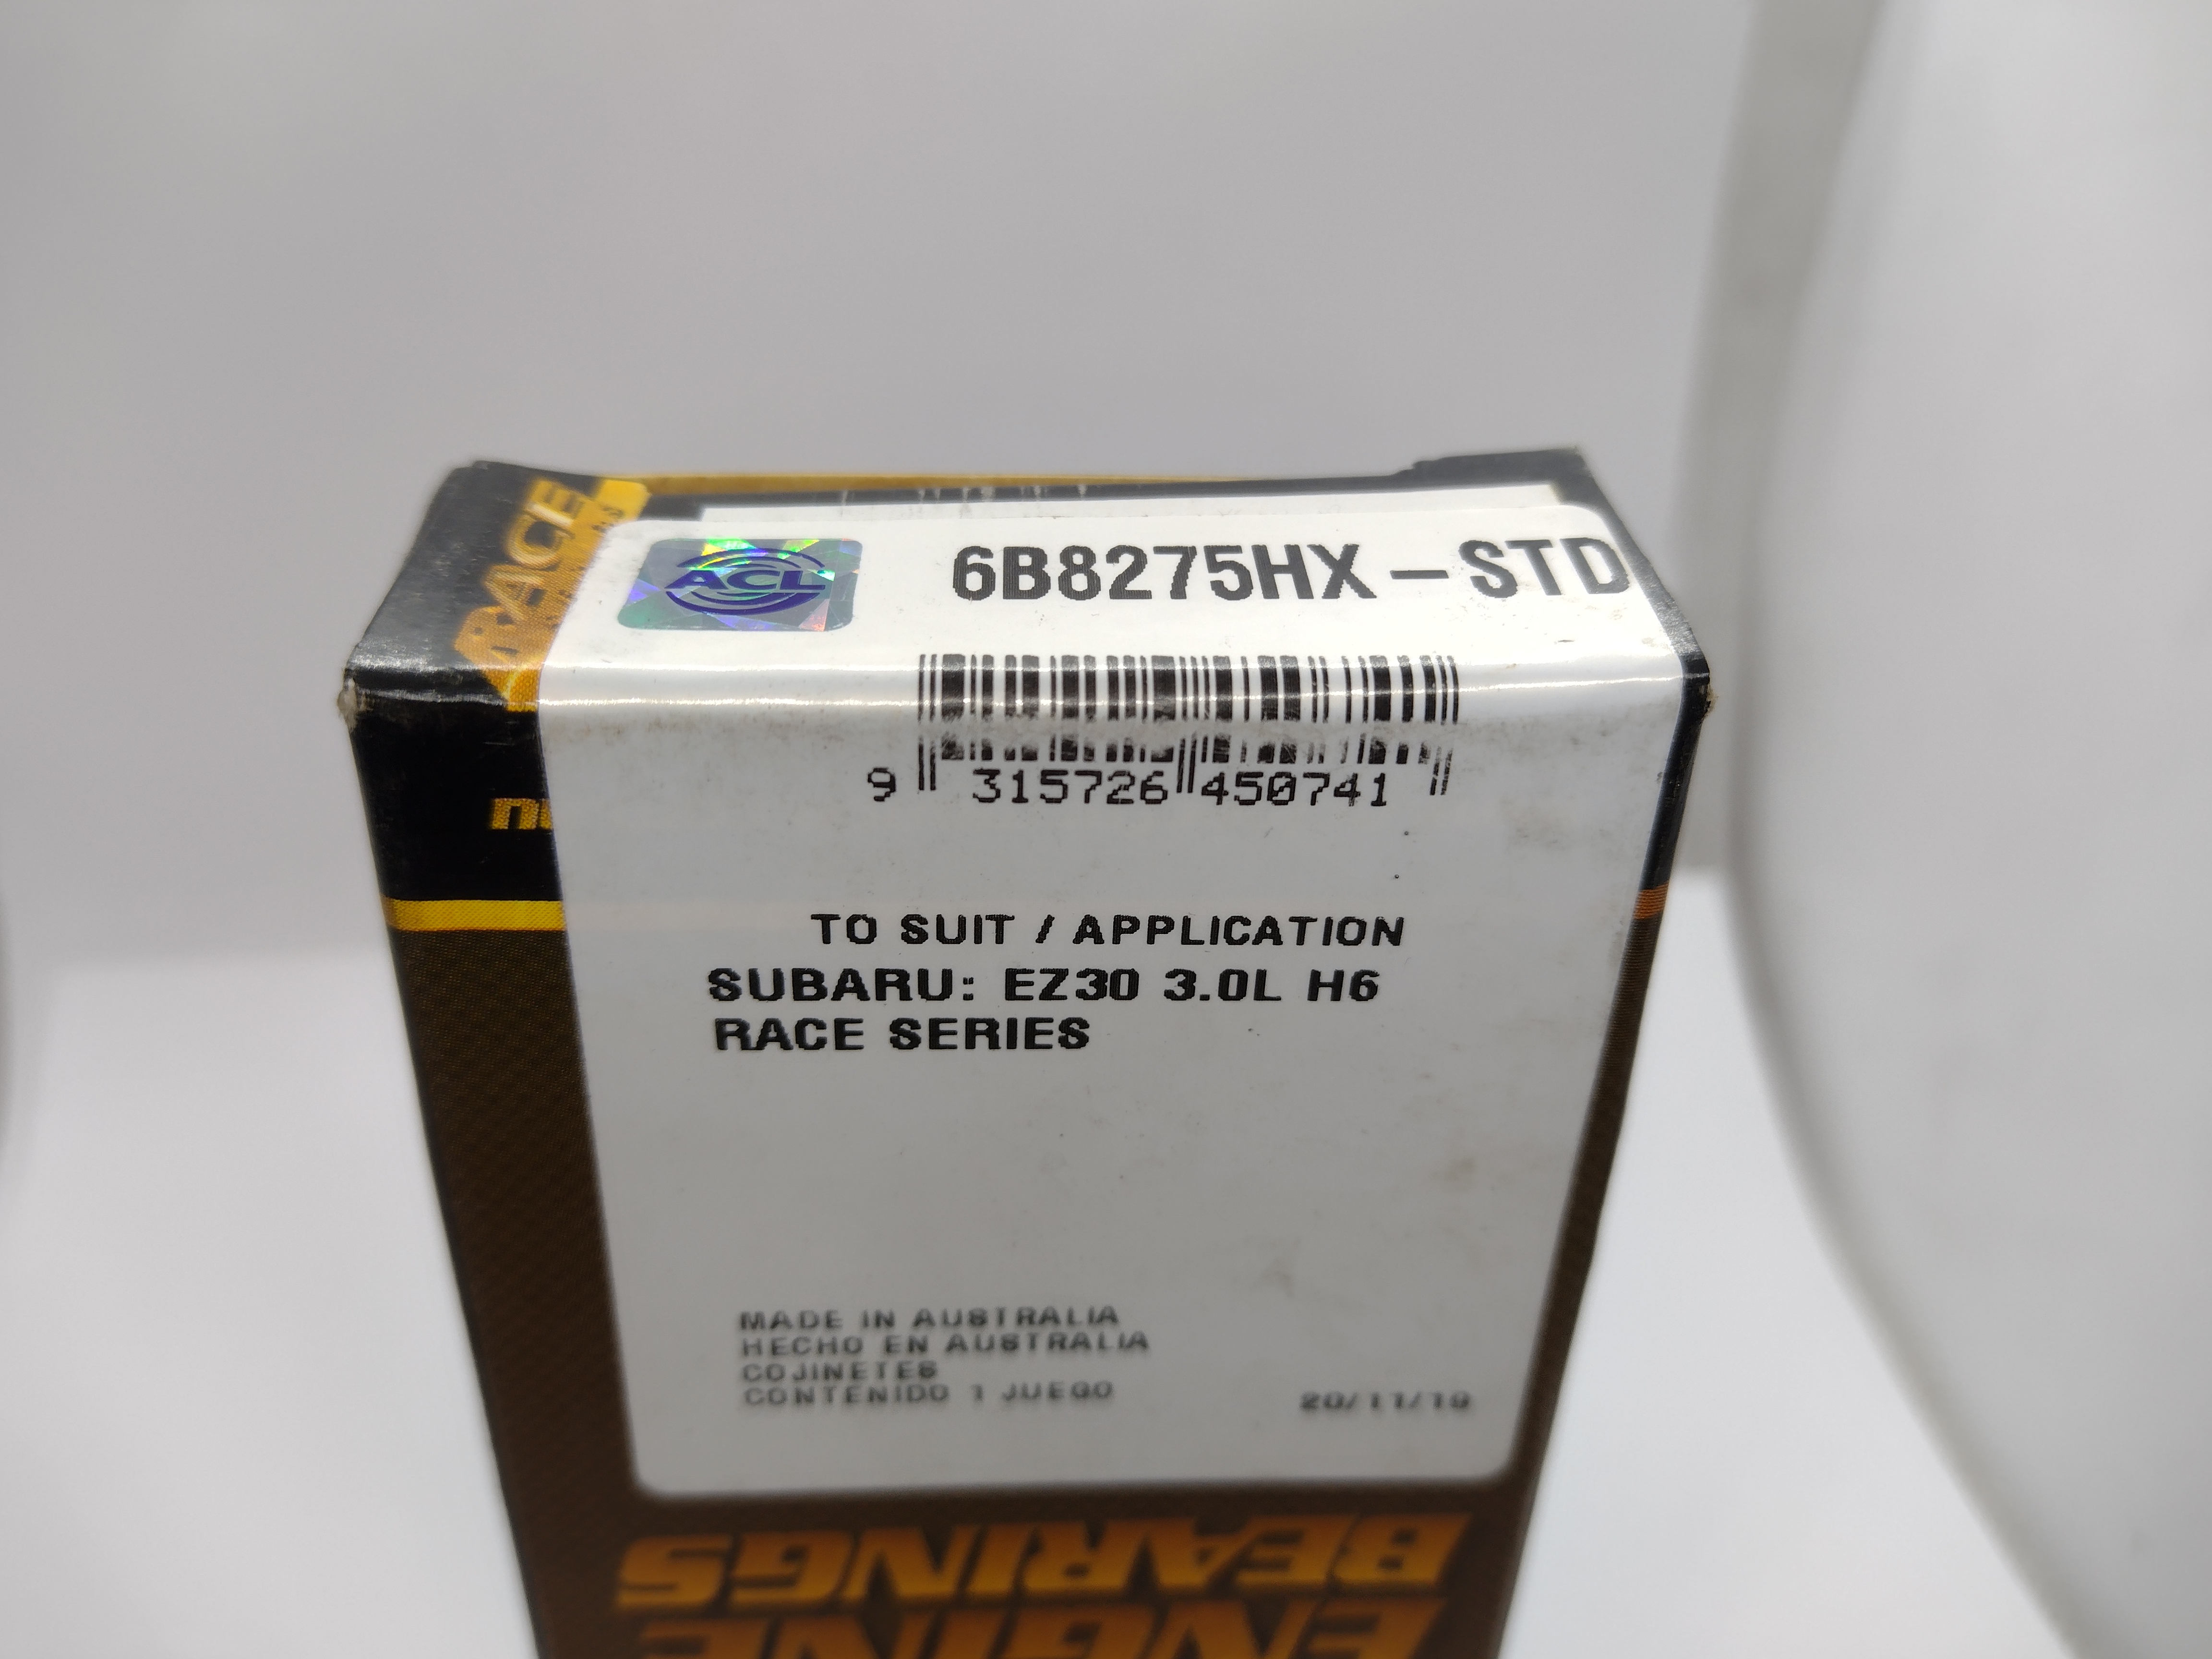 RACE
ACL
6B8275HX-STD
9 315726 450741
TO SUIT / APPLICATION
SUBARU: EZ30 3.0L H6
RACE SERIES
MADE IN AUSTRALIA
HECHO EN AUSTRALIA
COJINETES
CONTENIDO 1 JUEGO
20/11/19
BEARINGS
ENGINE